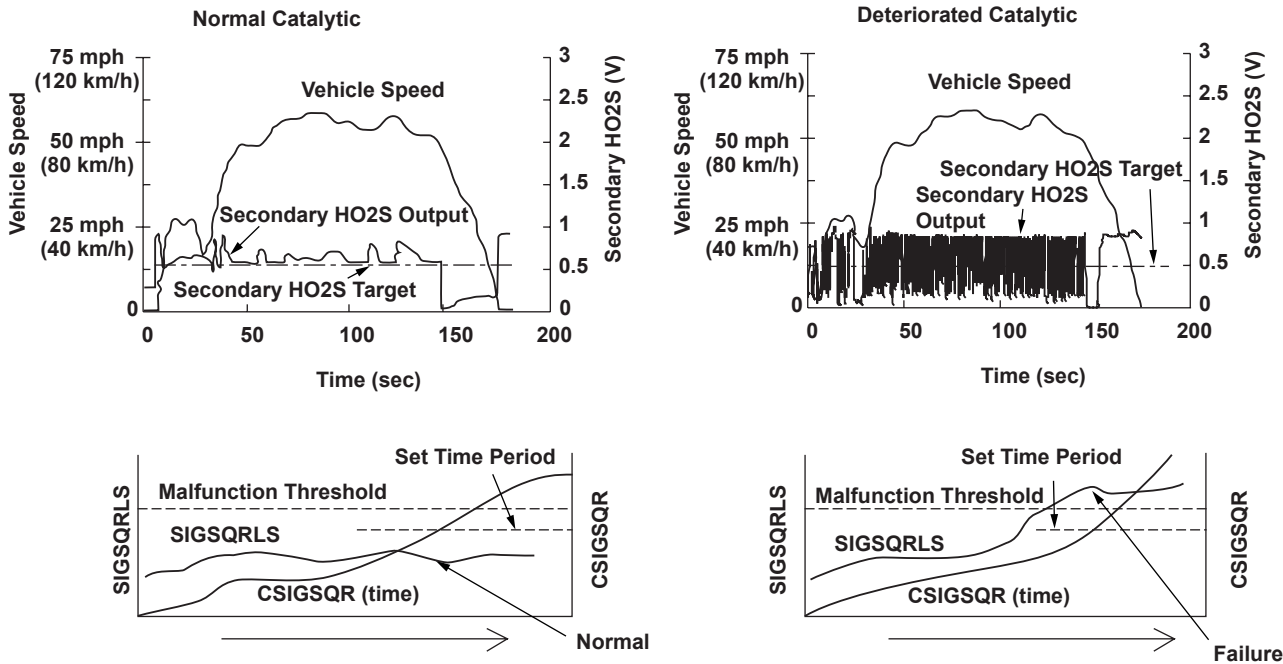 Normal Catalytic
75 mph
(120 km/h)
50 mph
(80 km/h)
25 mph
(40 km/h)
0
Vehicle Speed
Vehicle Speed
Secondary HO2S Output
Secondary HO2S Target
3
2.5
2
1.5
1
0.5
0
Secondary HO2S (V)
0
50
100
150
200
Time (sec)
Deteriorated Catalytic
75 mph
(120 km/h)
50 mph
(80 km/h)
25 mph
(40 km/h)
0
Vehicle Speed
Vehicle Speed
Secondary HO2S Target
Secondary HO2S
Output
3
2.5
2
1.5
1
0.5
0
Secondary HO2S (V)
0
50
100
150
200
Time (sec)
SIGSQRLS
Set Time Period
Malfunction Threshold
SIGSQRLS
CSIGSQR (time)
CSIGSQR
Normal
SIGSQRLS
Set Time Period
Malfunction Threshold
SIGSQRLS
CSIGSQR (time)
CSIGSQR
Failure